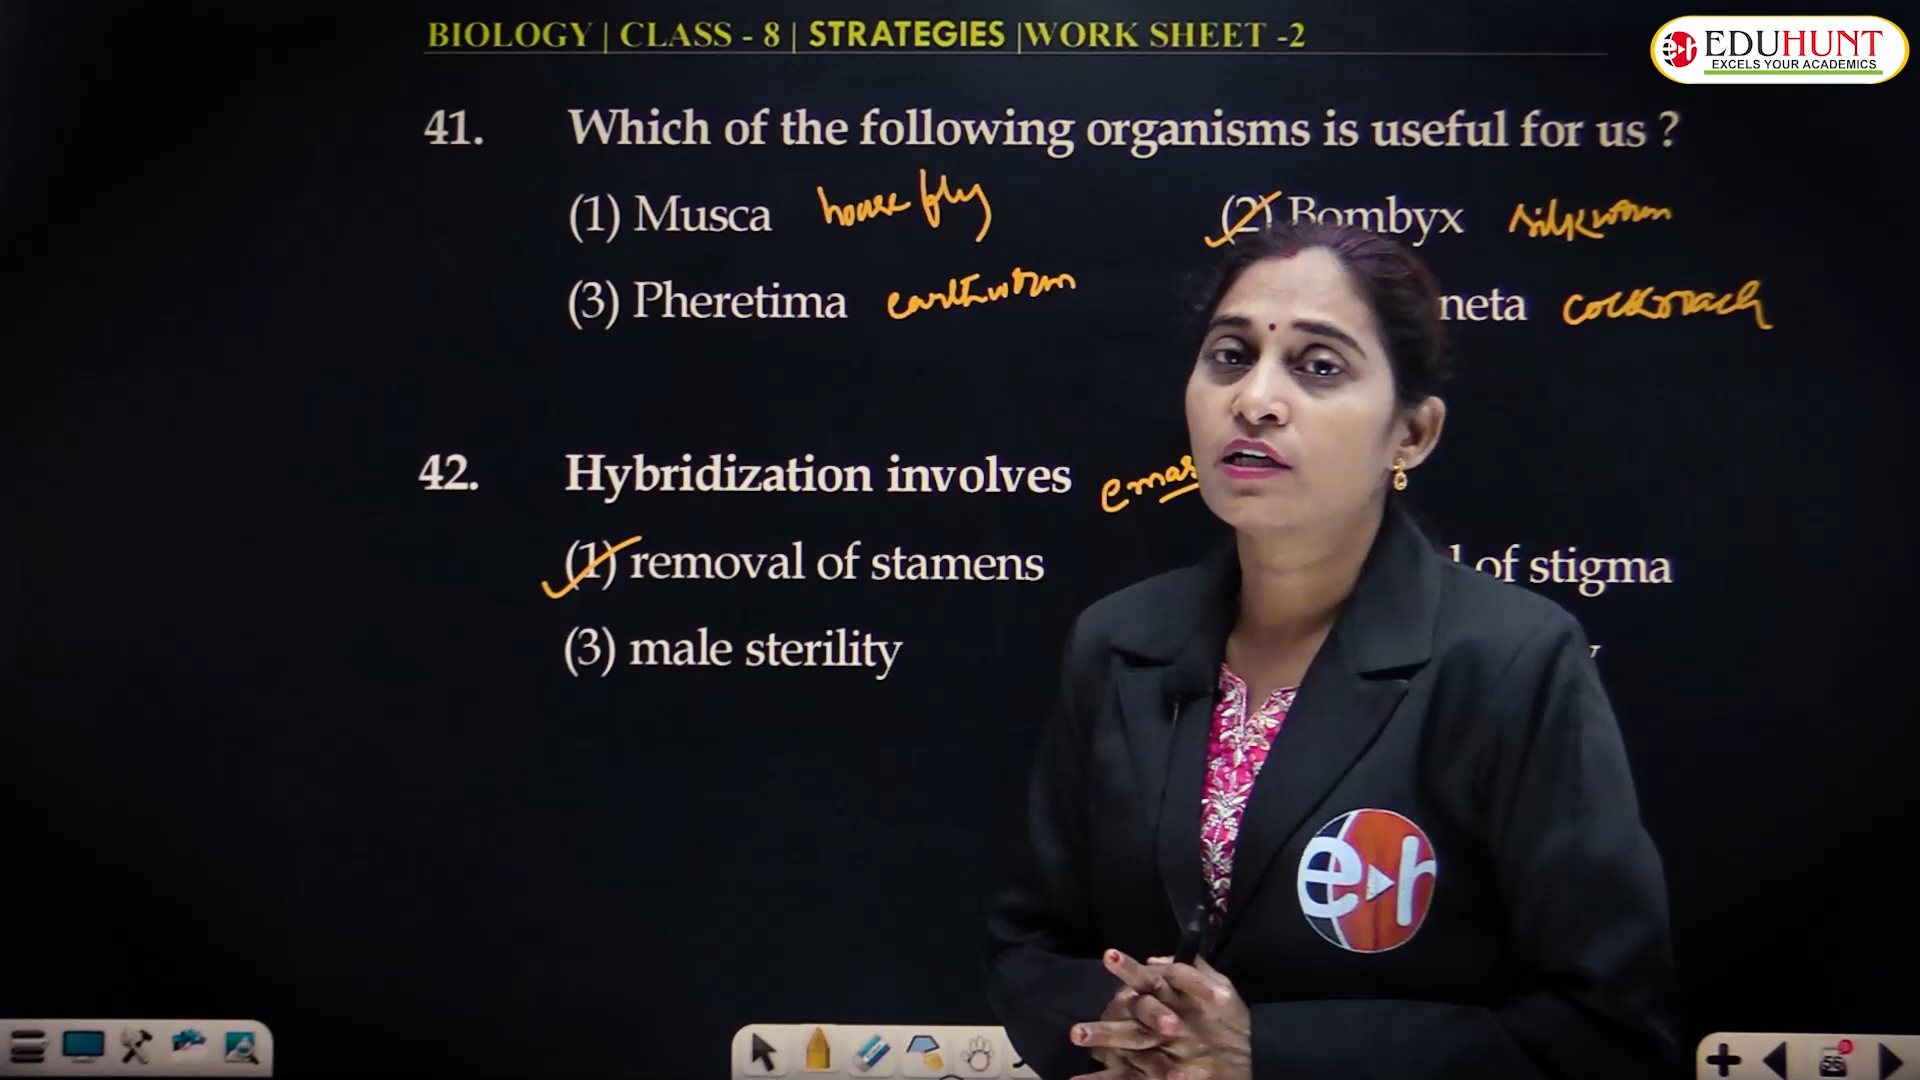 BIOLOGY | CLASS - 8 | STRATEGIES |WORK SHEET -2
EDUHUNT
EXCELS YOUR ACADEMICS
41. Which of the following organisms is useful for us ?
(1) Musca house fly (2) Bombyx silkworm
(3) Pheretima earthworm neta cockroach
42. Hybridization involves emas
(1) removal of stamens of stigma
(3) male sterility
e r
55